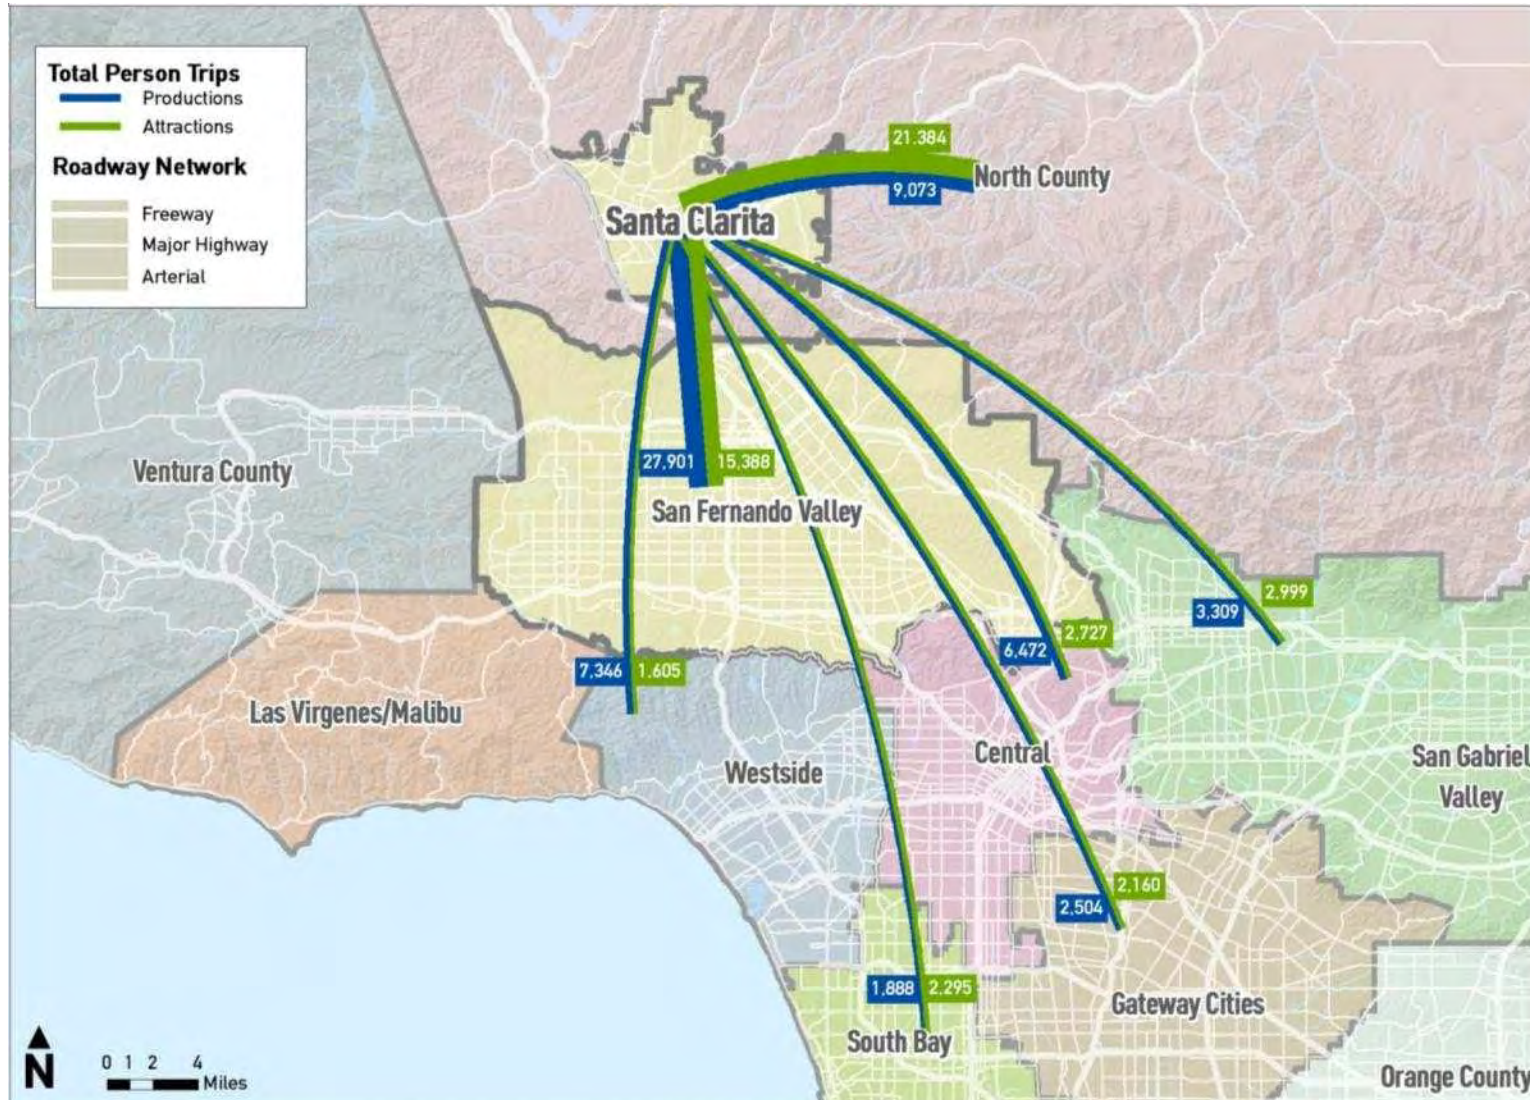 Total Person Trips
Productions
Attractions
Roadway Network
Freeway
Major Highway
Arterial
21.384
North County
9,073
Santa Clarita
27,901
15,388
Ventura County
San Fernando Valley
2.999
3,309
2,727
6,472
7,346
1.605
Las Virgenes/Malibu
Central
Westside
San Gabriel
Valley
2,160
2,504
1,888
2.295
Gateway Cities
South Bay
Orange County
N
0 1 2 4
Miles